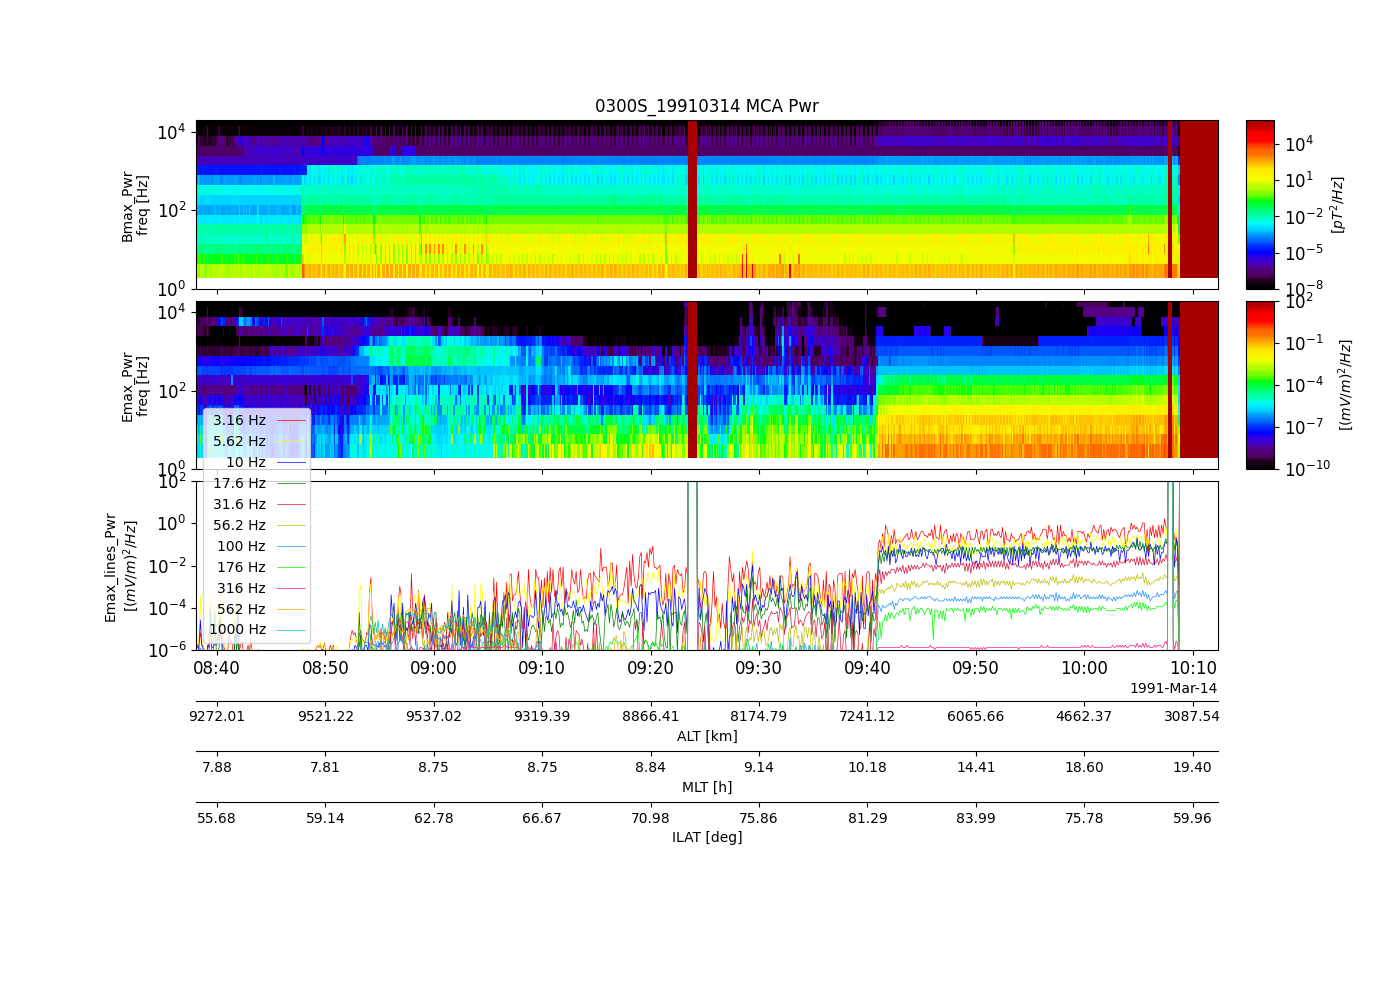 0300S_19910314 MCA Pwr
10^4
10^2
10^0
Bmax_Pwr
freq [Hz]
10^4
10^1
10^-2
10^-5
10^-8
[pT^2/Hz]
10^4
10^2
10^0
Emax_Pwr
freq [Hz]
10^2
10^-1
10^-4
10^-7
10^-10
[(mV/m)^2/Hz]
3.16 Hz
5.62 Hz
10 Hz
17.6 Hz
31.6 Hz
56.2 Hz
100 Hz
176 Hz
316 Hz
562 Hz
1000 Hz
10^2
10^0
10^-2
10^-4
10^-6
Emax_lines_Pwr
[(mV/m)^2/Hz]
08:40 08:50 09:00 09:10 09:20 09:30 09:40 09:50 10:00 10:10
1991-Mar-14
9272.01 9521.22 9537.02 9319.39 8866.41 8174.79 7241.12 6065.66 4662.37 3087.54
ALT [km]
7.88 7.81 8.75 8.75 8.84 9.14 10.18 14.41 18.60 19.40
MLT [h]
55.68 59.14 62.78 66.67 70.98 75.86 81.29 83.99 75.78 59.96
ILAT [deg]